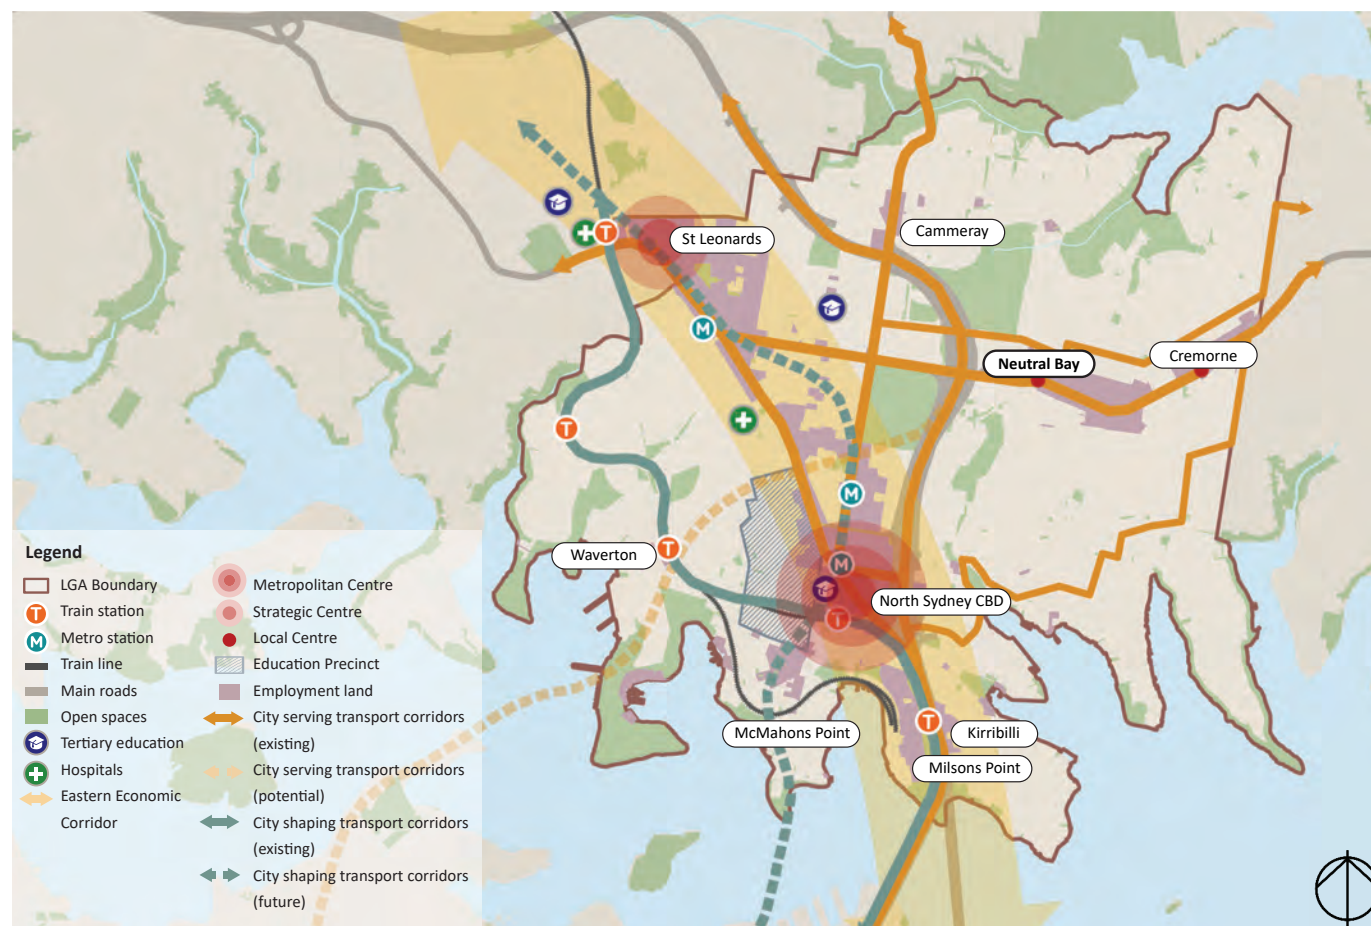 St Leonards
Cammeray
Neutral Bay
Cremorne
Waverton
North Sydney CBD
McMahons Point
Kirribilli
Milsons Point
T
M
T
M
T
M
T
T
Legend
LGA Boundary
T Train station
M Metro station
Train line
Main roads
Open spaces
Tertiary education
Hospitals
Eastern Economic
Corridor
Metropolitan Centre
Strategic Centre
Local Centre
Education Precinct
Employment land
City serving transport corridors
(existing)
City serving transport corridors
(potential)
City shaping transport corridors
(existing)
City shaping transport corridors
(future)